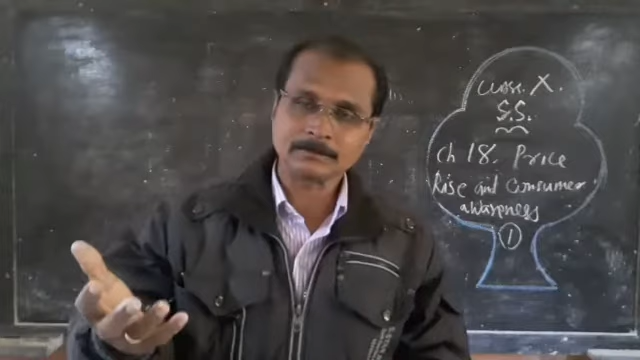 Class. X.
S.S.
Ch 18. Price
Rise and Consumer
awareness
1